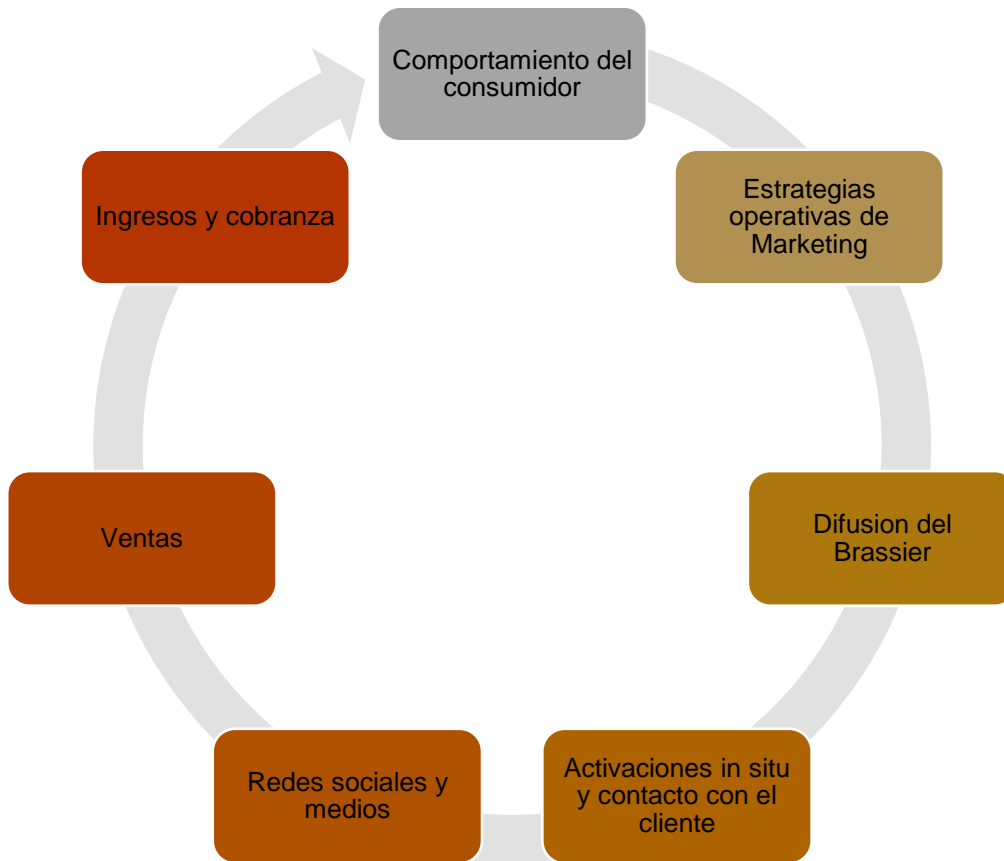 Comportamiento del
consumidor
Estrategias
operativas de
Marketing
Difusion del
Brassier
Activaciones in situ
y contacto con el
cliente
Redes sociales y
medios
Ventas
Ingresos y cobranza